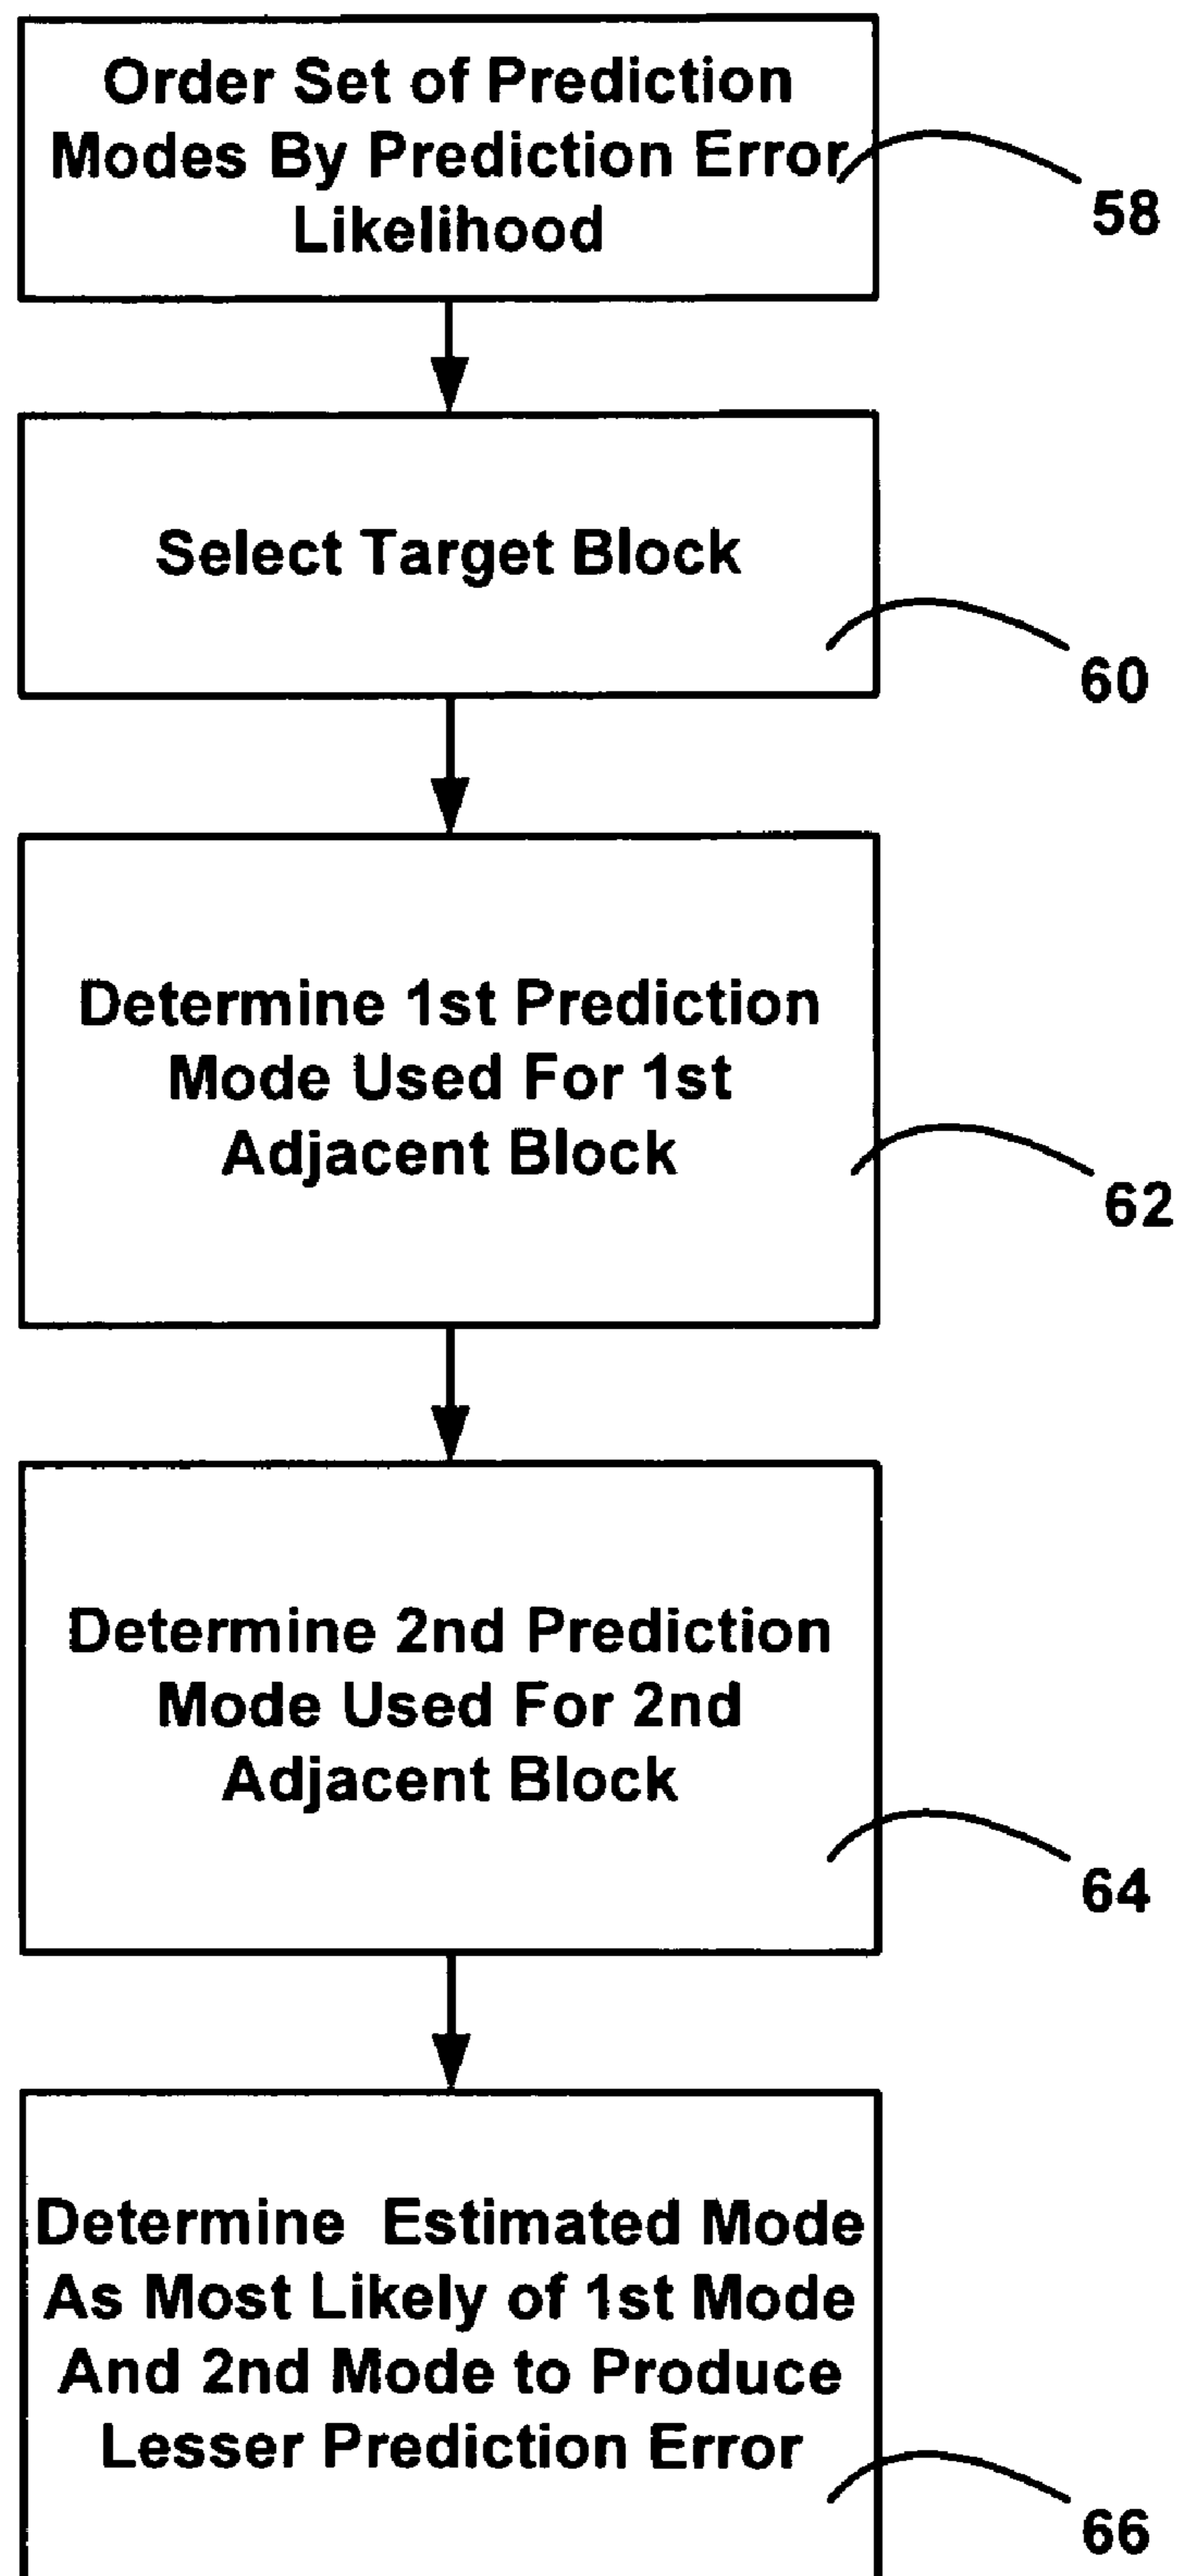 Order Set of Prediction
Modes By Prediction Error
Likelihood
58
Select Target Block
60
Determine 1st Prediction
Mode Used For 1st
Adjacent Block
62
Determine 2nd Prediction
Mode Used For 2nd
Adjacent Block
64
Determine Estimated Mode
As Most Likely of 1st Mode
And 2nd Mode to Produce
Lesser Prediction Error
66